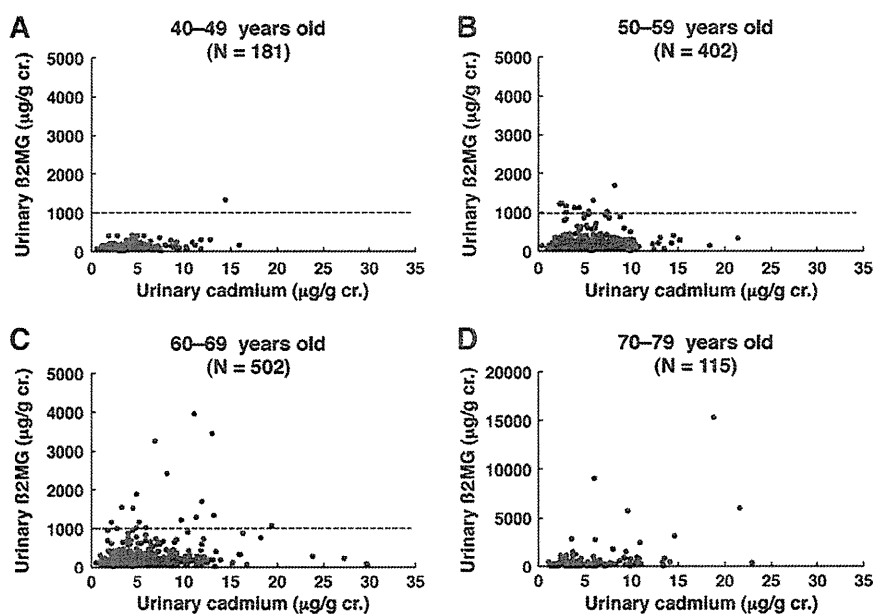 A
40–49 years old
(N = 181)
Urinary ß2MG (μg/g cr.)
5000
4000
3000
2000
1000
0
0 5 10 15 20 25 30 35
Urinary cadmium (μg/g cr.)
B
50–59 years old
(N = 402)
Urinary ß2MG (μg/g cr.)
5000
4000
3000
2000
1000
0
0 5 10 15 20 25 30 35
Urinary cadmium (μg/g cr.)
C
60–69 years old
(N = 502)
Urinary ß2MG (μg/g cr.)
5000
4000
3000
2000
1000
0
0 5 10 15 20 25 30 35
Urinary cadmium (μg/g cr.)
D
70–79 years old
(N = 115)
Urinary ß2MG (μg/g cr.)
20000
15000
10000
5000
0
0 5 10 15 20 25 30 35
Urinary cadmium (μg/g cr.)